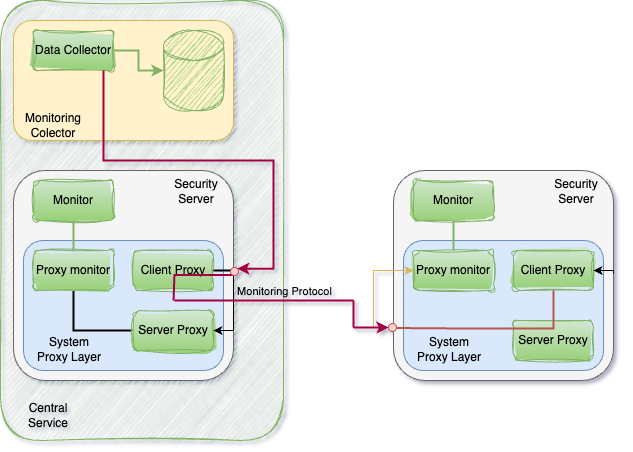 Data Collector
Monitoring
Colector
Security
Server
Monitor
Proxy monitor
Client Proxy
Server Proxy
System
Proxy Layer
Central
Service
Monitoring Protocol
Security
Server
Monitor
Proxy monitor
Client Proxy
Server Proxy
System
Proxy Layer